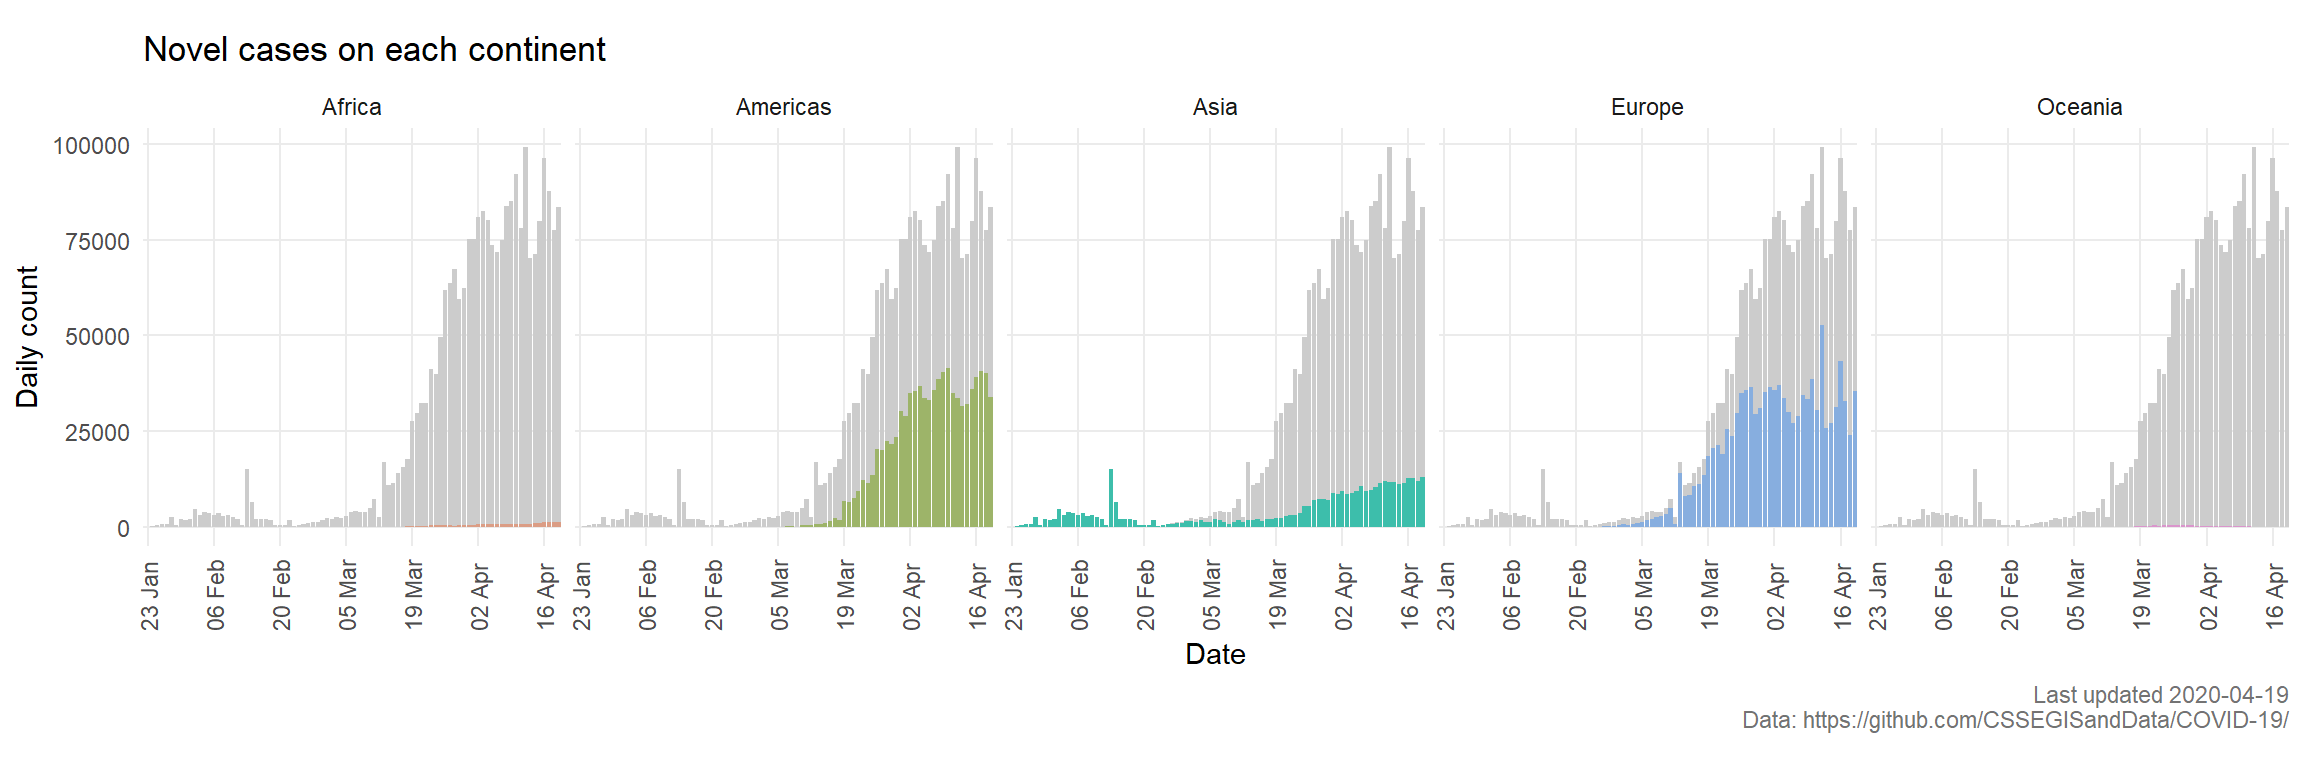 Novel cases on each continent
Africa
Americas
Asia
Europe
Oceania
Daily count
100000
75000
50000
25000
0
23 Jan
06 Feb
20 Feb
05 Mar
19 Mar
02 Apr
16 Apr
23 Jan
06 Feb
20 Feb
05 Mar
19 Mar
02 Apr
16 Apr
23 Jan
06 Feb
20 Feb
05 Mar
19 Mar
02 Apr
16 Apr
23 Jan
06 Feb
20 Feb
05 Mar
19 Mar
02 Apr
16 Apr
23 Jan
06 Feb
20 Feb
05 Mar
19 Mar
02 Apr
16 Apr
Date
Last updated 2020-04-19
Data: https://github.com/CSSEGISandData/COVID-19/